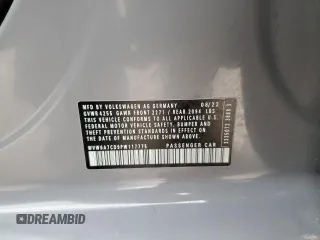 MFD BY VOLKSWAGEN AG GERMANY 08/22
GVWR 4255 GAWR FRONT 2171 / REAR 2094 LBS
THIS VEHICLE CONFORMS TO ALL APPLICABLE U.S.
FEDERAL MOTOR VEHICLE SAFETY, BUMPER, AND
THEFT PREVENTION STANDARDS IN EFFECT ON THE
DATE OF MANUFACTURE SHOWN ABOVE.
PASSENGER CAR